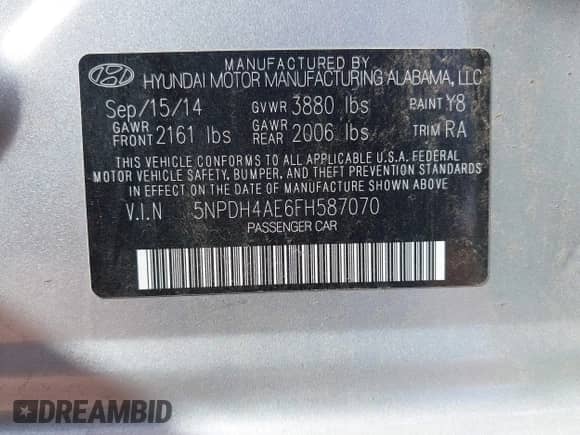 MANUFACTURED BY
HYUNDAI MOTOR MANUFACTURING ALABAMA, LLC
Sep/15/14 GVWR 3880 lbs PAINT Y8
GAWR FRONT 2161 lbs GAWR REAR 2006 lbs TRIM RA
THIS VEHICLE CONFORMS TO ALL APPLICABLE U.S.A. FEDERAL
MOTOR VEHICLE SAFETY, BUMPER, AND THEFT PREVENTION STANDARDS
IN EFFECT ON THE DATE OF MANUFACTURE SHOWN ABOVE
V.I.N 5NPDH4AE6FH587070
PASSENGER CAR
DREAMBID